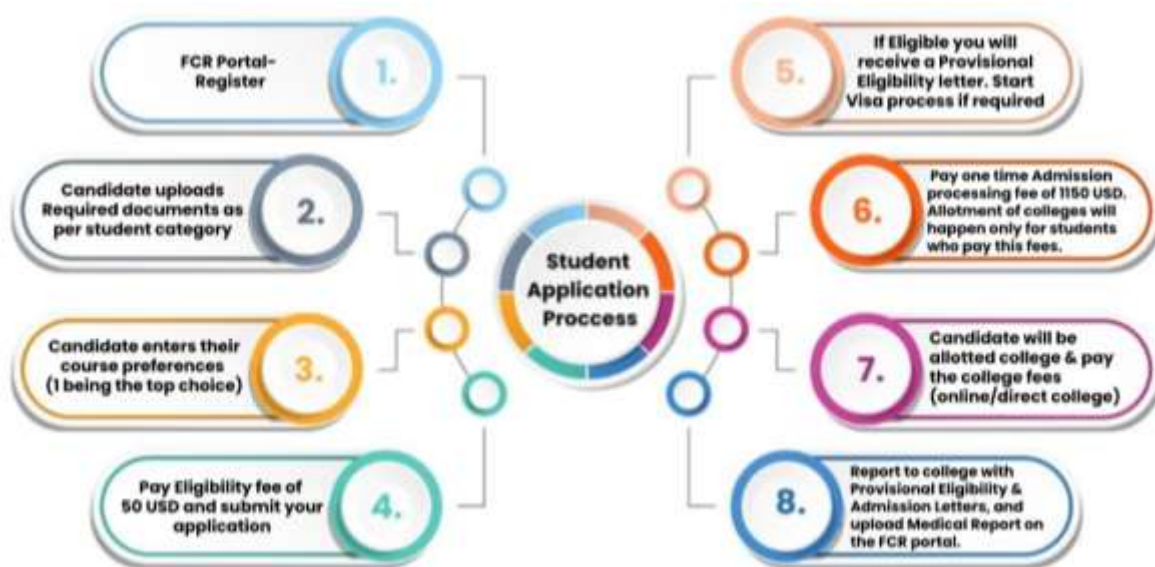 1.
FCR Portal-
Register
2.
Candidate uploads
Required documents as
per student category
3.
Candidate enters their
course preferences
(1 being the top choice)
4.
Pay Eligibility fee of
50 USD and submit your
application
Student
Application
Proccess
5.
If Eligible you will
receive a Provisional
Eligibility letter. Start
Visa process if required
6.
Pay one time Admission
processing fee of 1150 USD.
Allotment of colleges will
happen only for students
who pay this fees.
7.
Candidate will be
allotted college & pay
the college fees
(online/direct college)
8.
Report to college with
Provisional Eligibility &
Admission Letters, and
upload Medical Report on
the FCR portal.